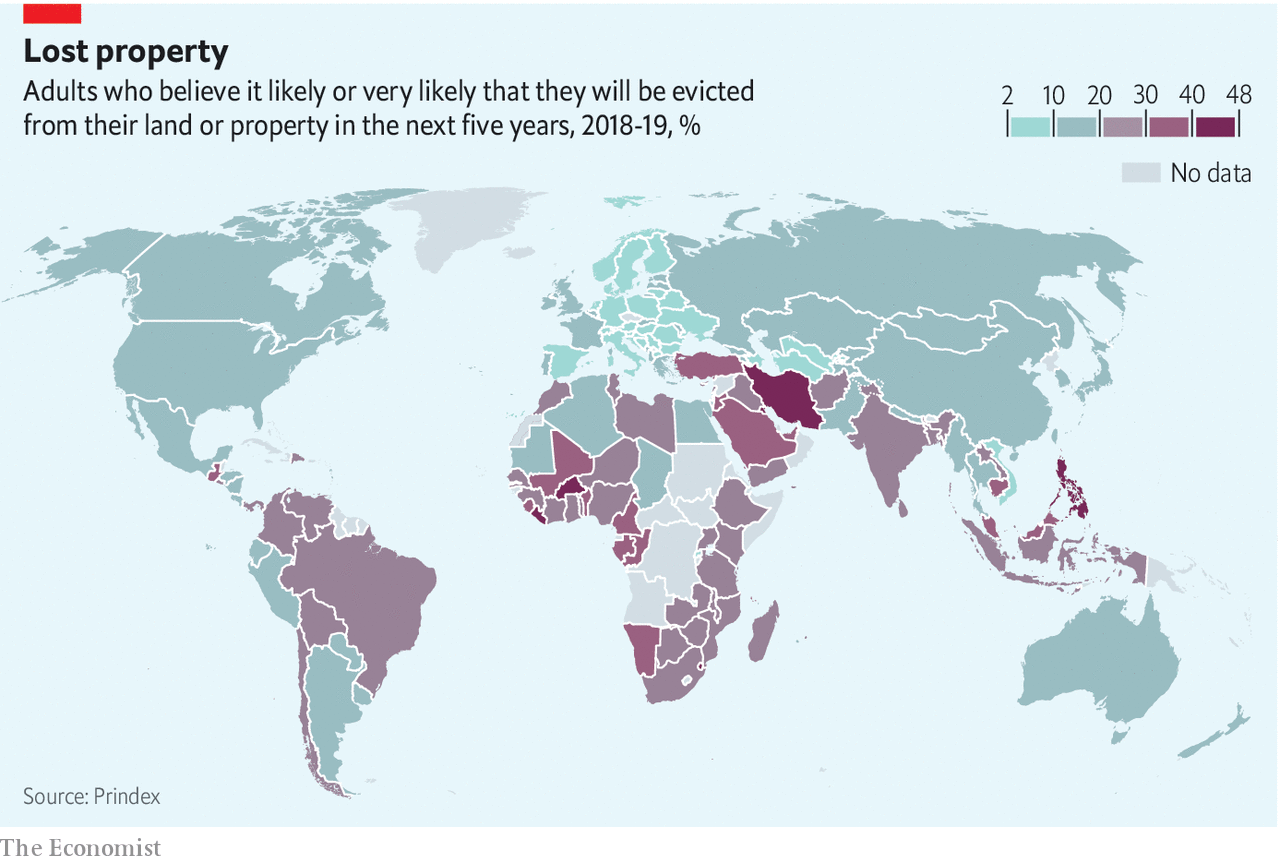 Lost property
Adults who believe it likely or very likely that they will be evicted
from their land or property in the next five years, 2018-19, %
2 10 20 30 40 48
No data
Source: Prindex
The Economist